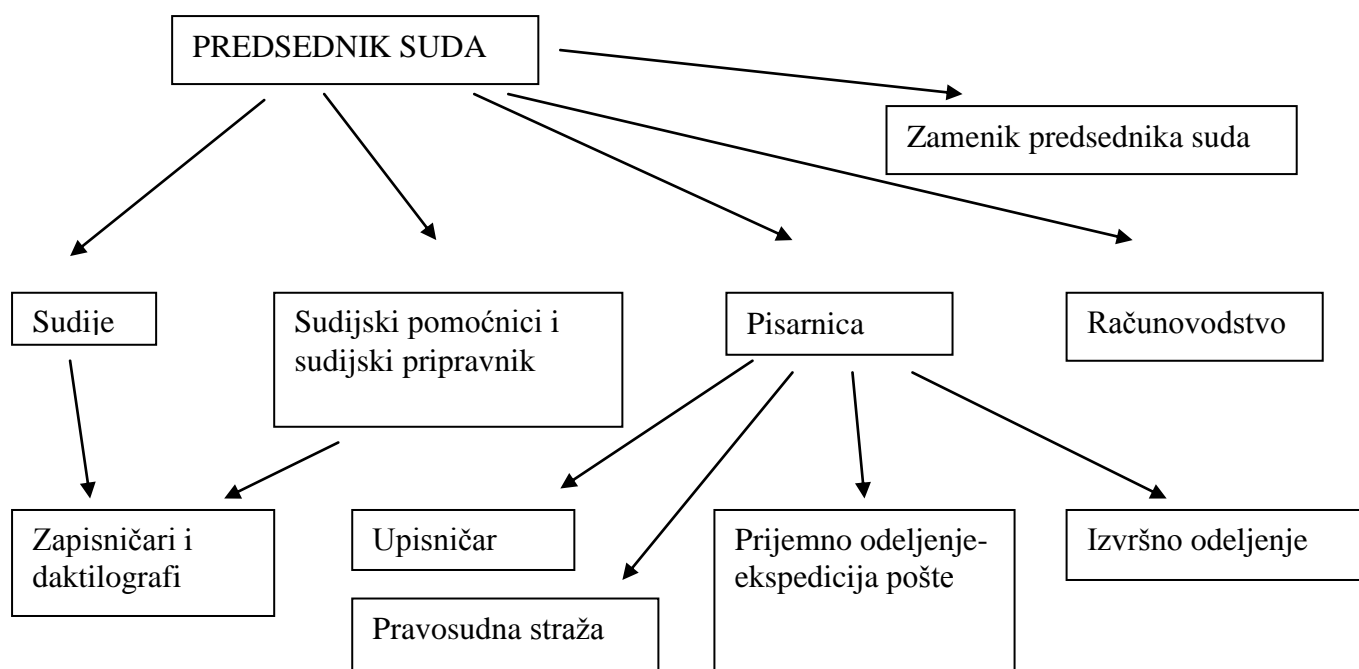 PREDSEDNIK SUDA
Zamenik predsednika suda
Sudije
Sudijski pomoćnici i
sudijski pripravnik
Pisarnica
Računovodstvo
Zapisničari i
daktilografi
Upisničar
Prijemno odeljenje-
ekspedicija pošte
Izvršno odeljenje
Pravosudna straža